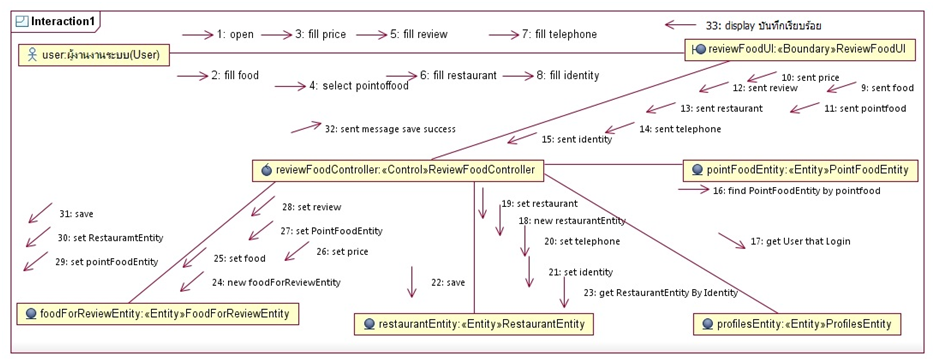 Interaction1
1: open
3: fill price
5: fill review
7: fill telephone
33: display บันทึกเรียบร้อย
user:ผู้งานงานระบบ(User)
reviewFoodUI:«Boundary»ReviewFoodUI
2: fill food
4: select pointoffood
6: fill restaurant
8: fill identity
10: sent price
12: sent review
9: sent food
13: sent restaurant
11: sent pointfood
32: sent message save success
15: sent identity
14: sent telephone
reviewFoodController:«Control»ReviewFoodController
pointFoodEntity:«Entity»PointFoodEntity
16: find PointFoodEntity by pointfood
31: save
28: set review
19: set restaurant
18: new restaurantEntity
30: set RestauramtEntity
27: set PointFoodEntity
20: set telephone
17: get User that Login
29: set pointFoodEntity
25: set food
26: set price
21: set identity
24: new foodForReviewEntity
22: save
23: get RestaurantEntity By Identity
foodForReviewEntity:«Entity»FoodForReviewEntity
restaurantEntity:«Entity»RestaurantEntity
profilesEntity:«Entity»ProfilesEntity